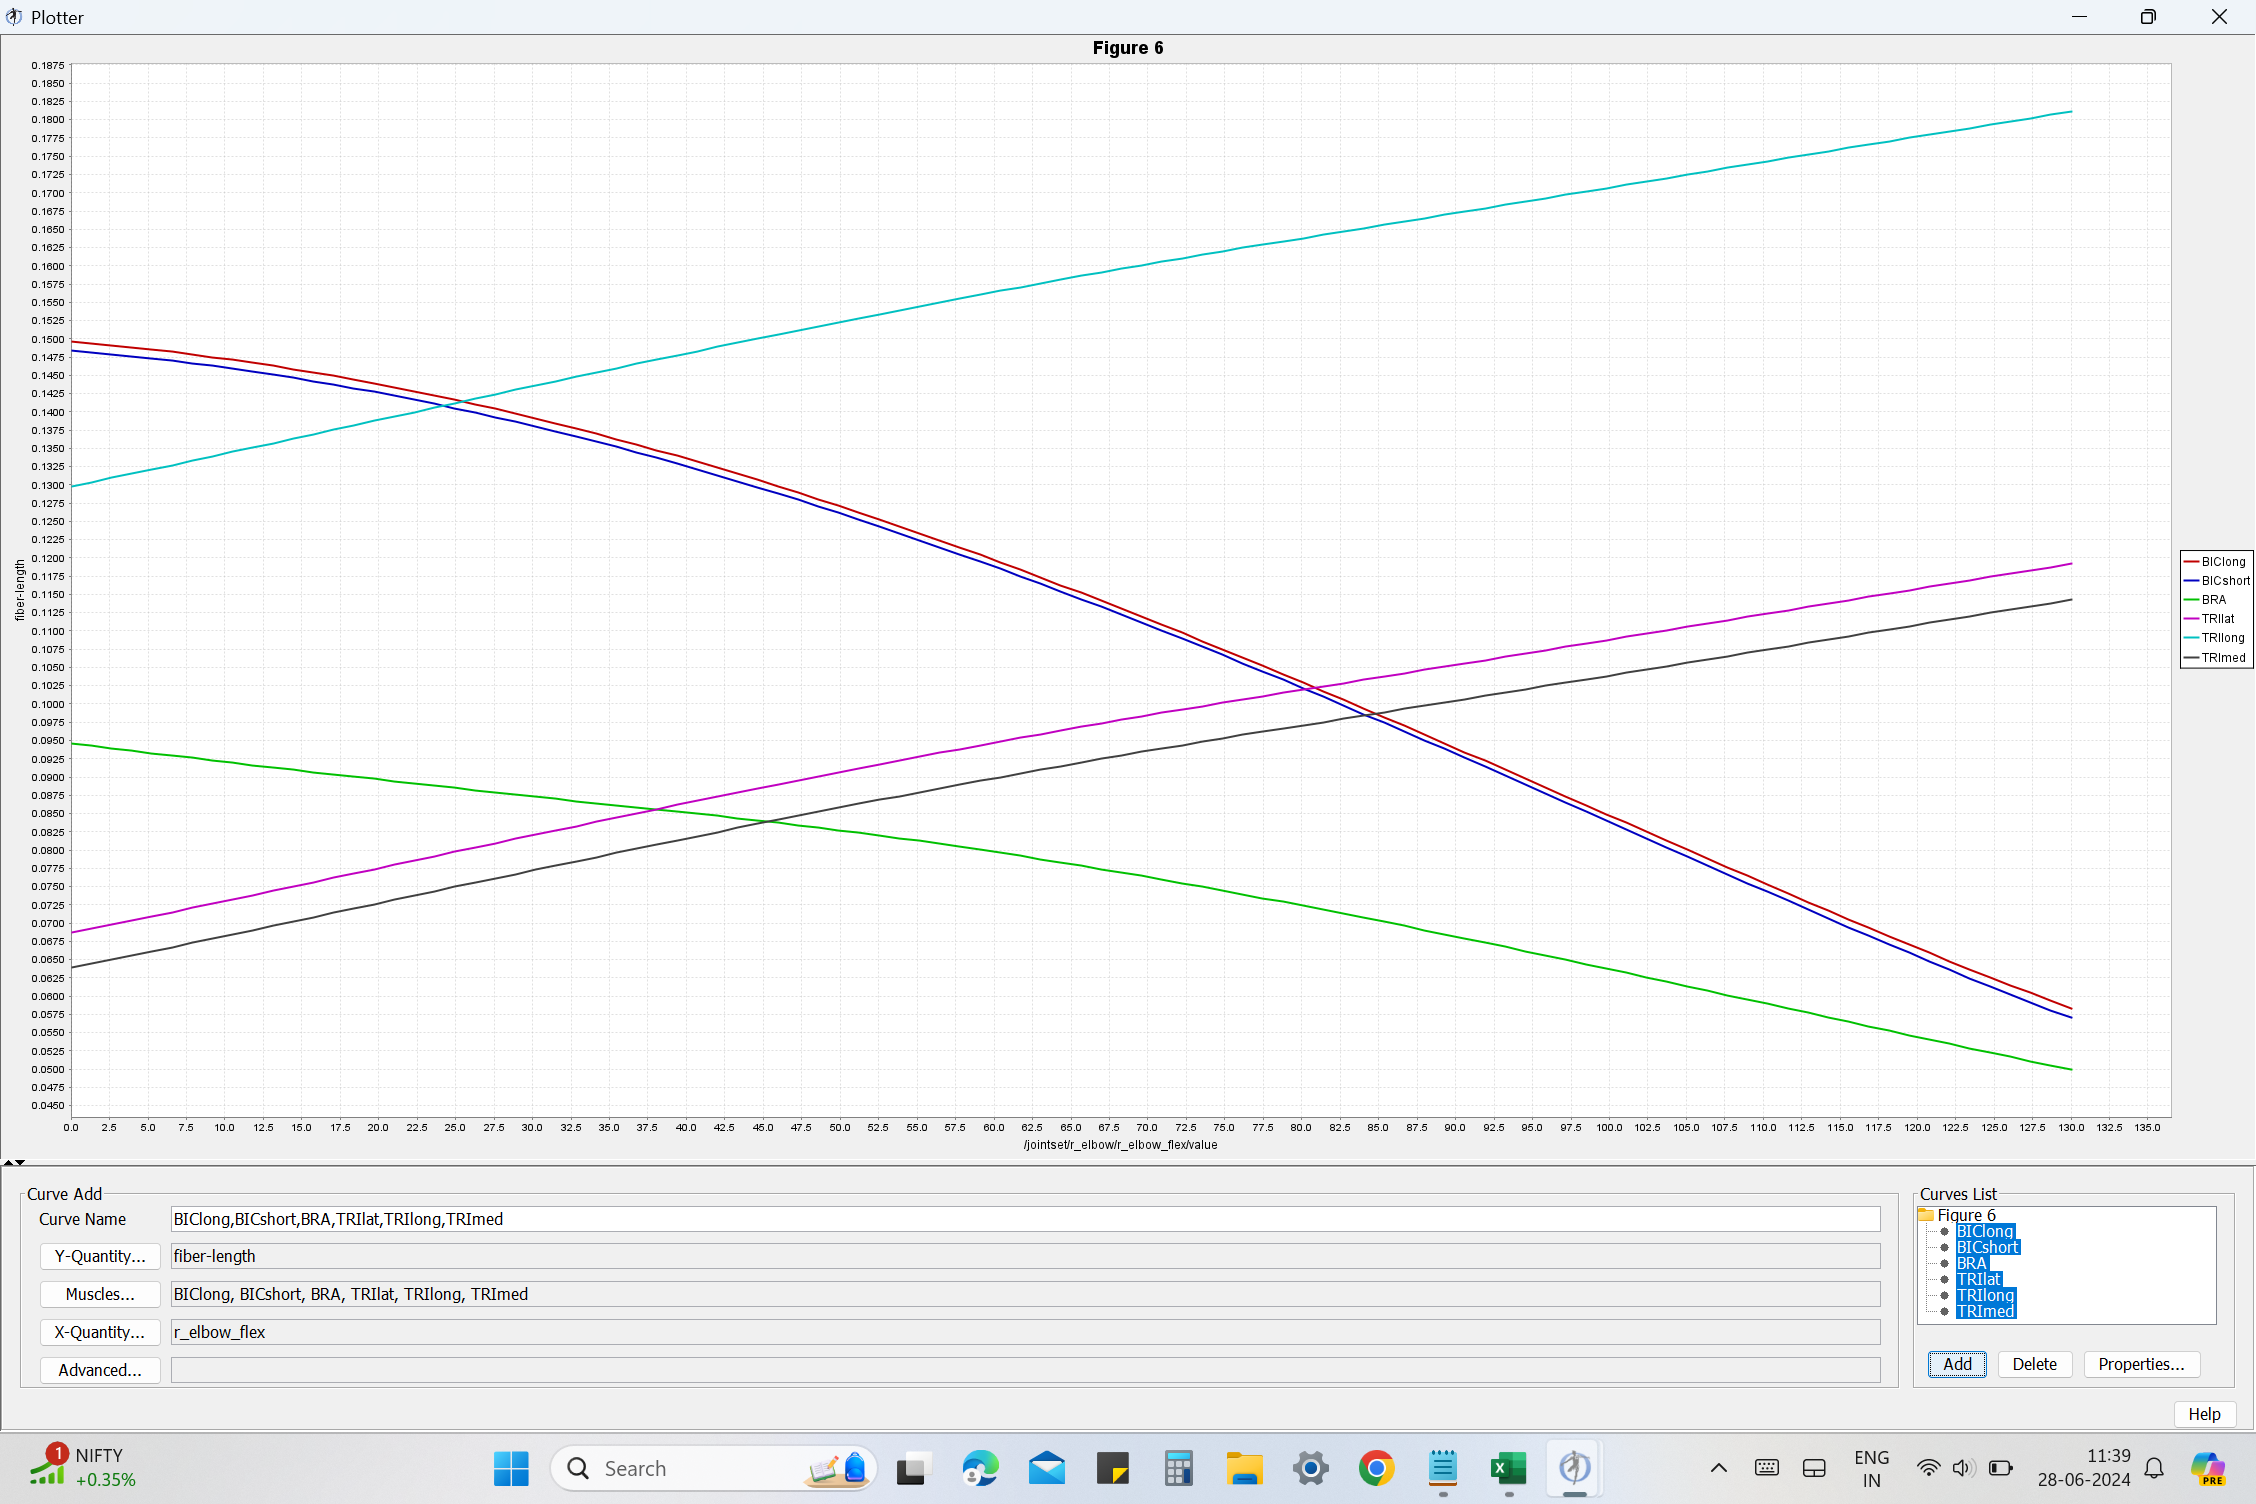 Plotter
Figure 6
0.1875
0.1850
0.1825
0.1800
0.1775
0.1750
0.1725
0.1700
0.1675
0.1650
0.1625
0.1600
0.1575
0.1550
0.1525
0.1500
0.1475
0.1450
0.1425
0.1400
0.1375
0.1350
0.1325
0.1300
0.1275
0.1250
0.1225
0.1200
0.1175
0.1150
0.1125
0.1100
0.1075
0.1050
0.1025
0.1000
0.0975
0.0950
0.0925
0.0900
0.0875
0.0850
0.0825
0.0800
0.0775
0.0750
0.0725
0.0700
0.0675
0.0650
0.0625
0.0600
0.0575
0.0550
0.0525
0.0500
0.0475
0.0450
fiber-length
0.0 2.5 5.0 7.5 10.0 12.5 15.0 17.5 20.0 22.5 25.0 27.5 30.0 32.5 35.0 37.5 40.0 42.5 45.0 47.5 50.0 52.5 55.0 57.5 60.0 62.5 65.0 67.5 70.0 72.5 75.0 77.5 80.0 82.5 85.0 87.5 90.0 92.5 95.0 97.5 100.0 102.5 105.0 107.5 110.0 112.5 115.0 117.5 120.0 122.5 125.0 127.5 130.0 132.5 135.0
/jointset/r_elbow/r_elbow_flex/value
BIClong
BICshort
BRA
TRIlat
TRIlong
TRImed
Curve Add
Curve Name BIClong,BICshort,BRA,TRIlat,TRIlong,TRImed
Y-Quantity... fiber-length
Muscles... BIClong, BICshort, BRA, TRIlat, TRIlong, TRImed
X-Quantity... r_elbow_flex
Advanced...
Curves List
Figure 6
BIClong
BICshort
BRA
TRIlat
TRIlong
TRImed
Add Delete Properties...
Help
1
NIFTY
+0.35%
Search
ENG
IN
11:39
28-06-2024
PRE